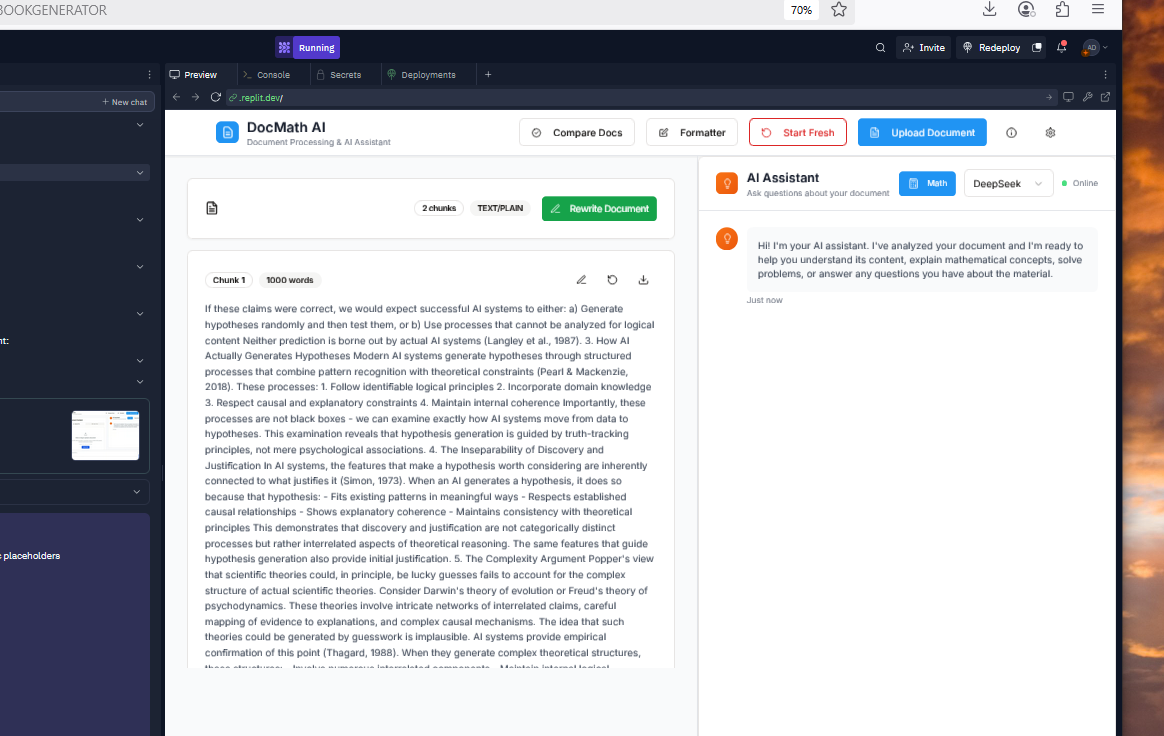 BOOKGENERATOR
70%
Running
Invite
Redeploy
AD
Preview
Console
Secrets
Deployments
+ New chat
.replit.dev/
DocMath AI
Document Processing & AI Assistant
Compare Docs
Formatter
Start Fresh
Upload Document
2 chunks
TEXT/PLAIN
Rewrite Document
AI Assistant
Ask questions about your document
Math
DeepSeek
Online
Hi! I'm your AI assistant. I've analyzed your document and I'm ready to
help you understand its content, explain mathematical concepts, solve
problems, or answer any questions you have about the material.
Just now
Chunk 1
1000 words
If these claims were correct, we would expect successful AI systems to either: a) Generate
hypotheses randomly and then test them, or b) Use processes that cannot be analyzed for logical
content Neither prediction is borne out by actual AI systems (Langley et al., 1987). 3. How AI
Actually Generates Hypotheses Modern AI systems generate hypotheses through structured
processes that combine pattern recognition with theoretical constraints (Pearl & Mackenzie,
2018). These processes: 1. Follow identifiable logical principles 2. Incorporate domain knowledge
3. Respect causal and explanatory constraints 4. Maintain internal coherence Importantly, these
processes are not black boxes - we can examine exactly how AI systems move from data to
hypotheses. This examination reveals that hypothesis generation is guided by truth-tracking
principles, not mere psychological associations. 4. The Inseparability of Discovery and
Justification In AI systems, the features that make a hypothesis worth considering are inherently
connected to what justifies it (Simon, 1973). When an AI generates a hypothesis, it does so
because that hypothesis: - Fits existing patterns in meaningful ways - Respects established
causal relationships - Shows explanatory coherence - Maintains consistency with theoretical
principles This demonstrates that discovery and justification are not categorically distinct
processes but rather interrelated aspects of theoretical reasoning. The same features that guide
hypothesis generation also provide initial justification. 5. The Complexity Argument Popper's view
that scientific theories could, in principle, be lucky guesses fails to account for the complex
structure of actual scientific theories. Consider Darwin's theory of evolution or Freud's theory of
psychodynamics. These theories involve intricate networks of interrelated claims, careful
mapping of evidence to explanations, and complex causal mechanisms. The idea that such
theories could be generated by guesswork is implausible. AI systems provide empirical
confirmation of this point (Thagard, 1988). When they generate complex theoretical structures,
these structures: - Involve numerous interrelated components - Maintain internal logical
nt:
placeholders